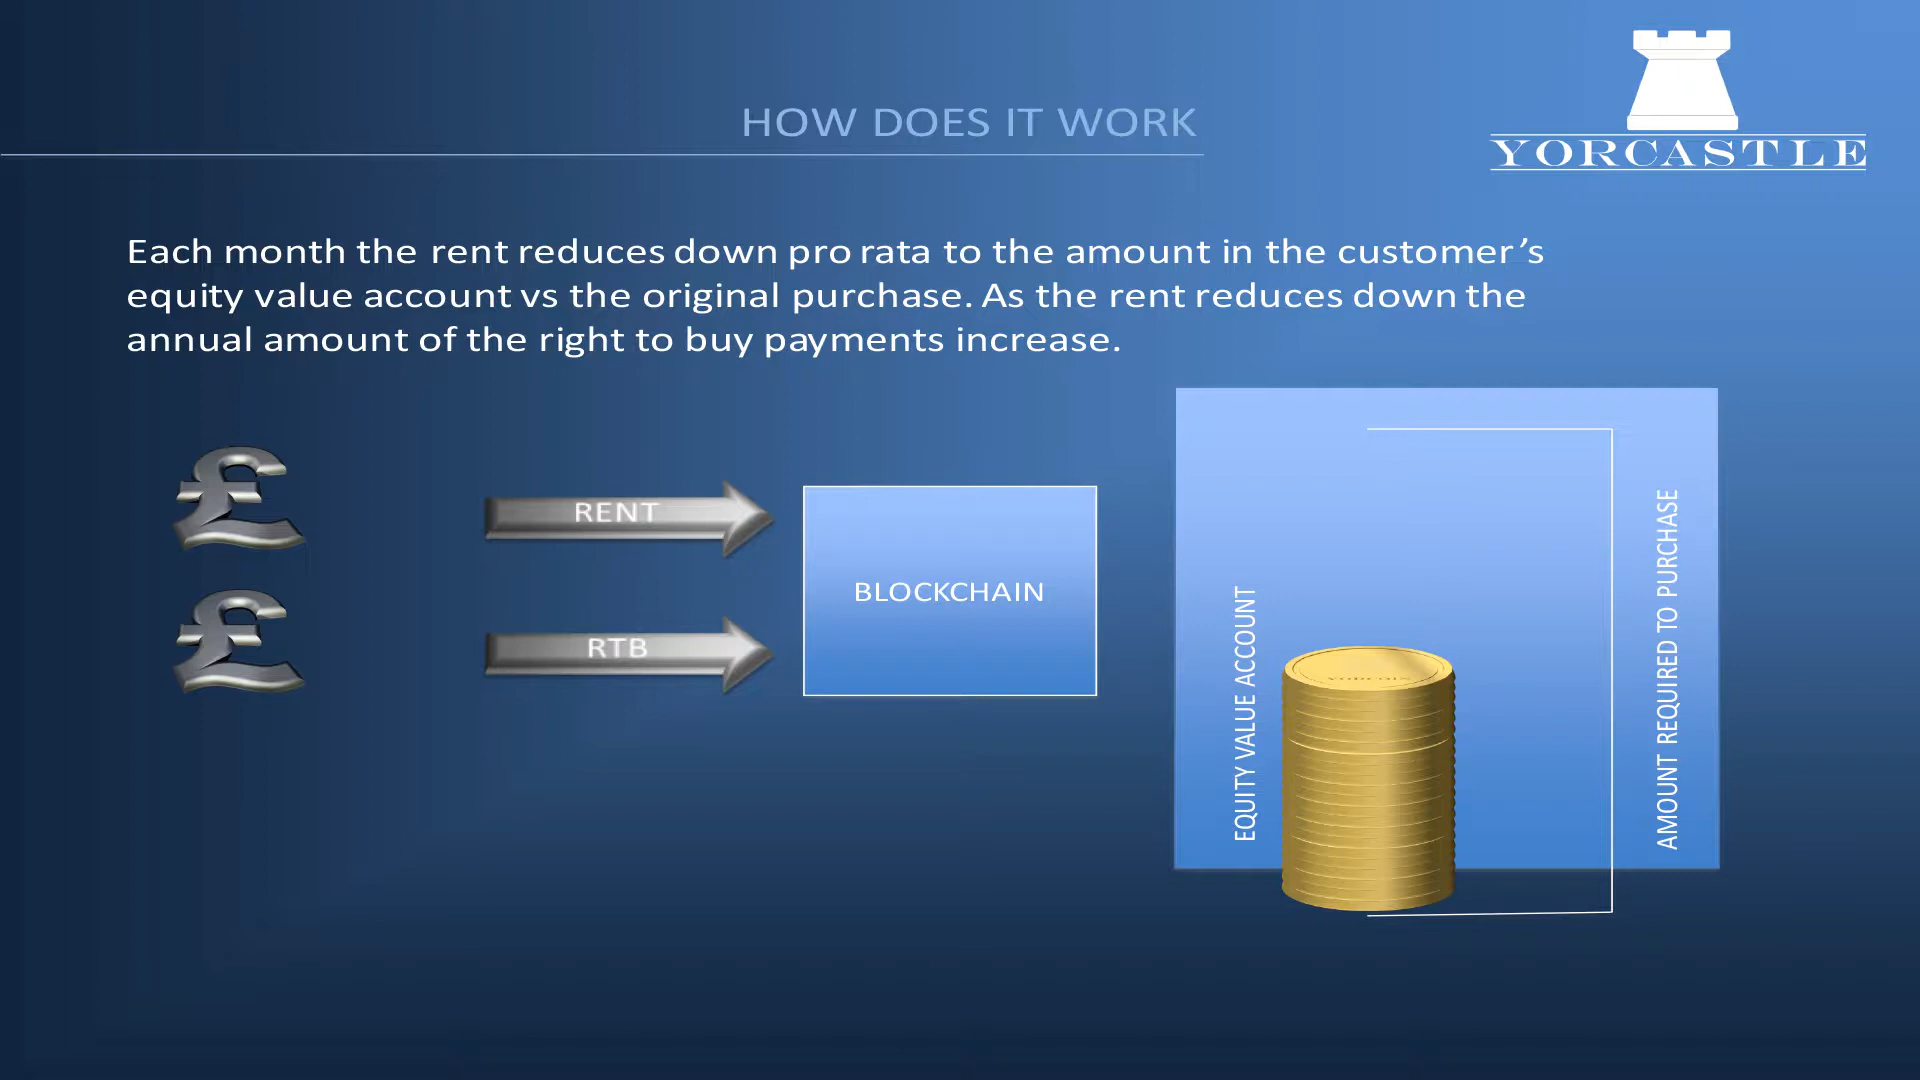 HOW DOES IT WORK
YORCASTLE
Each month the rent reduces down pro rata to the amount in the customer’s
equity value account vs the original purchase. As the rent reduces down the
annual amount of the right to buy payments increase.
RENT
RTB
BLOCKCHAIN
EQUITY VALUE ACCOUNT
AMOUNT REQUIRED TO PURCHASE